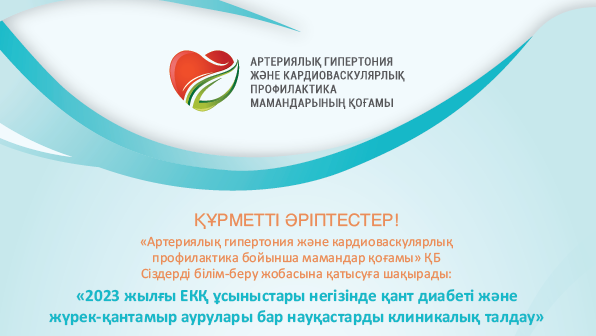 АРТЕРИЯЛЫҚ ГИПЕРТОНИЯ
ЖӘНЕ КАРДИОВАСКУЛЯРЛЫҚ
ПРОФИЛАКТИКА
МАМАНДАРЫНЫҢ ҚОҒАМЫ
ҚҰРМЕТТІ ӘРІПТЕСТЕР!
«Артериялық гипертония және кардиоваскулярлық
профилактика бойынша мамандар қоғамы» ҚБ
Сіздерді білім-беру жобасына қатысуға шақырады:
«2023 жылғы ЕКҚ ұсыныстары негізінде қант диабеті және
жүрек-қантамыр аурулары бар науқастарды клиникалық талдау»